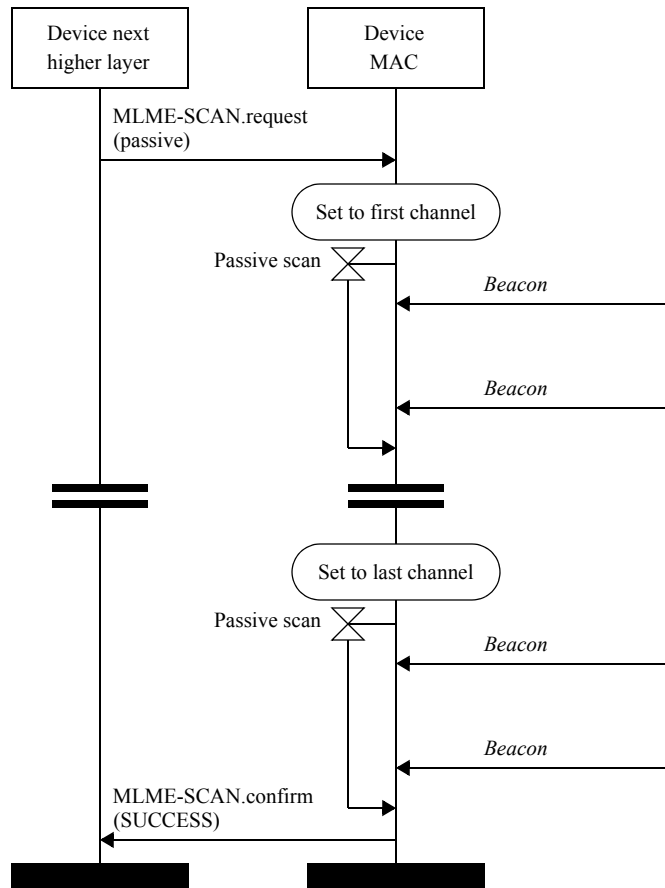 Device next
higher layer
Device
MAC
MLME-SCAN.request
(passive)
Set to first channel
Passive scan
Beacon
Beacon
Set to last channel
Passive scan
Beacon
Beacon
MLME-SCAN.confirm
(SUCCESS)